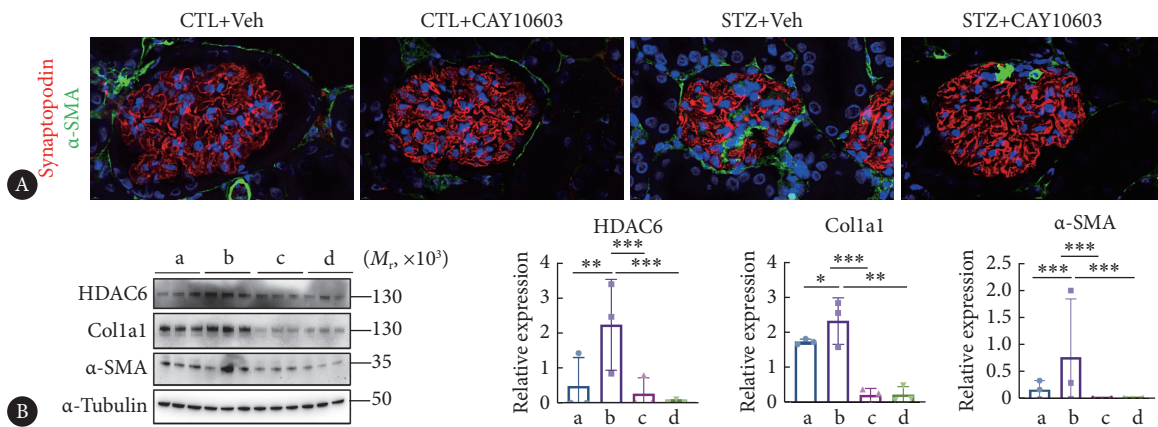 CTL+Veh CTL+CAY10603 STZ+Veh STZ+CAY10603
Synaptopodin
α-SMA
A
a b c d (Mᵣ, ×10³)
HDAC6 130
Col1a1 130
α-SMA 35
α-Tubulin 50
B
HDAC6
***
** ***
Relative expression
4
3
2
1
0
a b c d
Col1a1
***
* **
Relative expression
4
3
2
1
0
a b c d
α-SMA
***
*** ***
Relative expression
2.5
2.0
1.5
1.0
0.5
0
a b c d